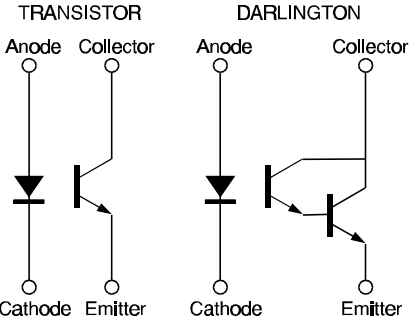 TRANSISTOR DARLINGTON
Anode Collector Anode Collector
Cathode Emitter Cathode Emitter